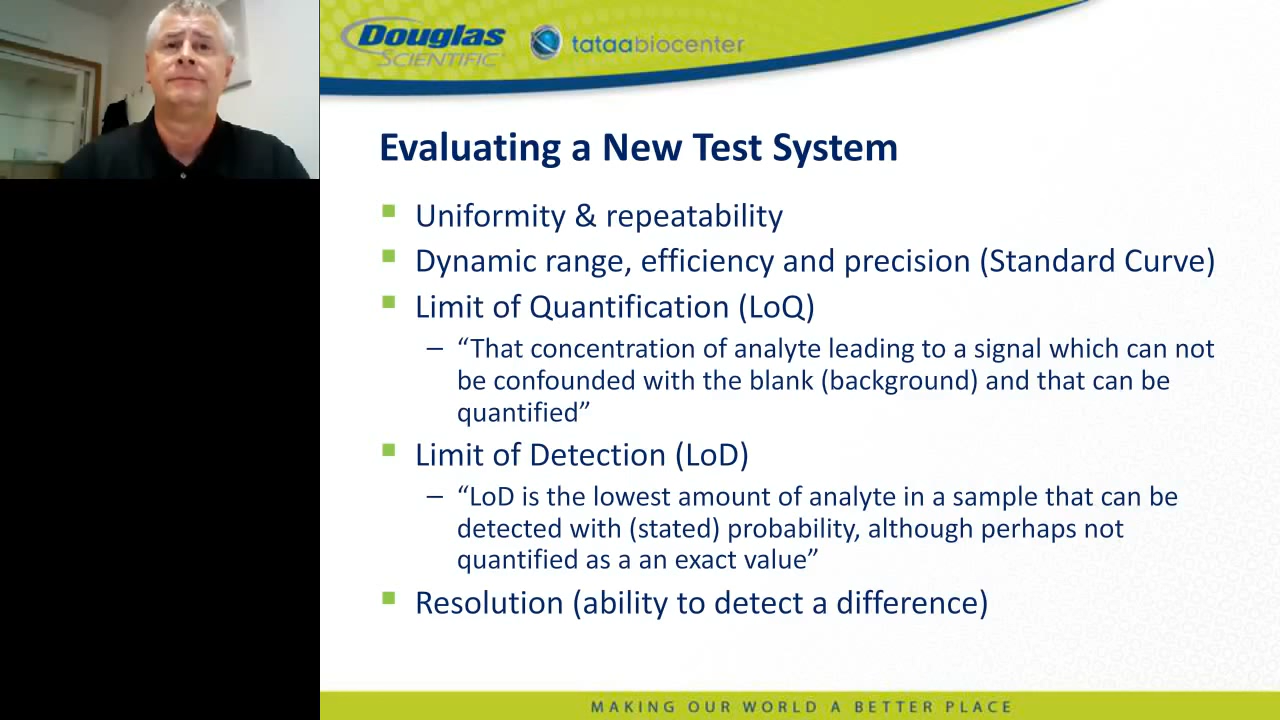 Douglas
SCIENTIFIC
tataabiocenter
Evaluating a New Test System
Uniformity & repeatability
Dynamic range, efficiency and precision (Standard Curve)
Limit of Quantification (LoQ)
– “That concentration of analyte leading to a signal which can not
be confounded with the blank (background) and that can be
quantified”
Limit of Detection (LoD)
– “LoD is the lowest amount of analyte in a sample that can be
detected with (stated) probability, although perhaps not
quantified as a an exact value”
Resolution (ability to detect a difference)
MAKING OUR WORLD A BETTER PLACE